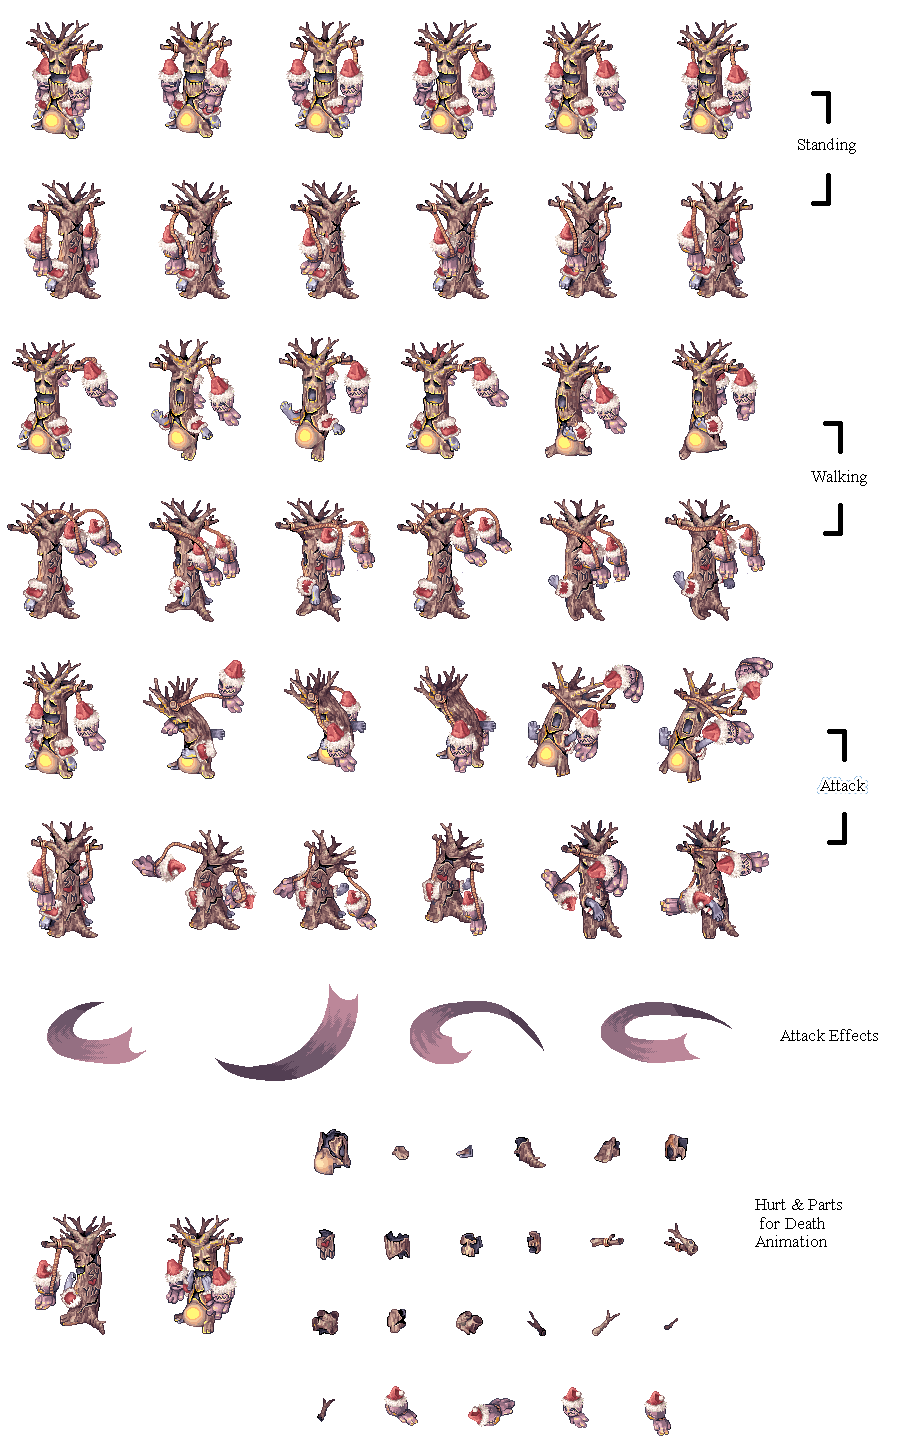 Standing
Walking
Attack
Attack Effects
Hurt & Parts
for Death
Animation